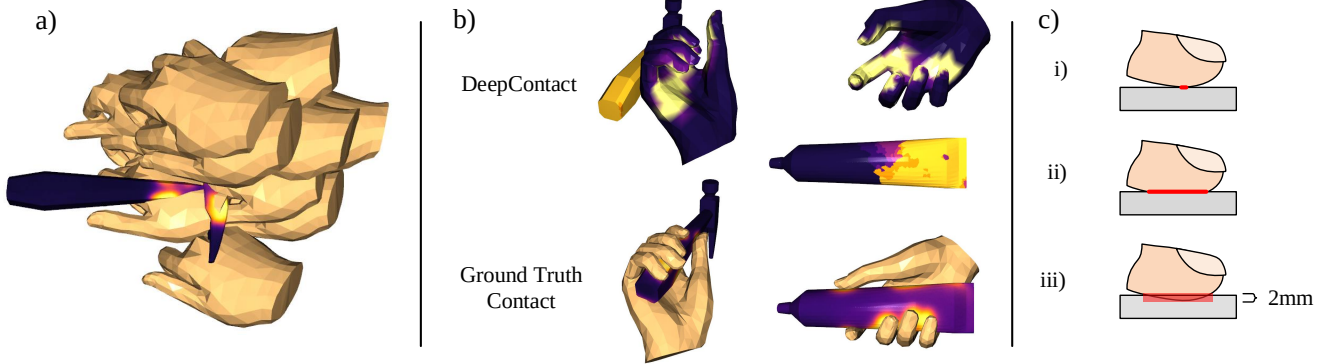 a)
b)
DeepContact
Ground Truth
Contact
c)
i)
ii)
iii)
2mm